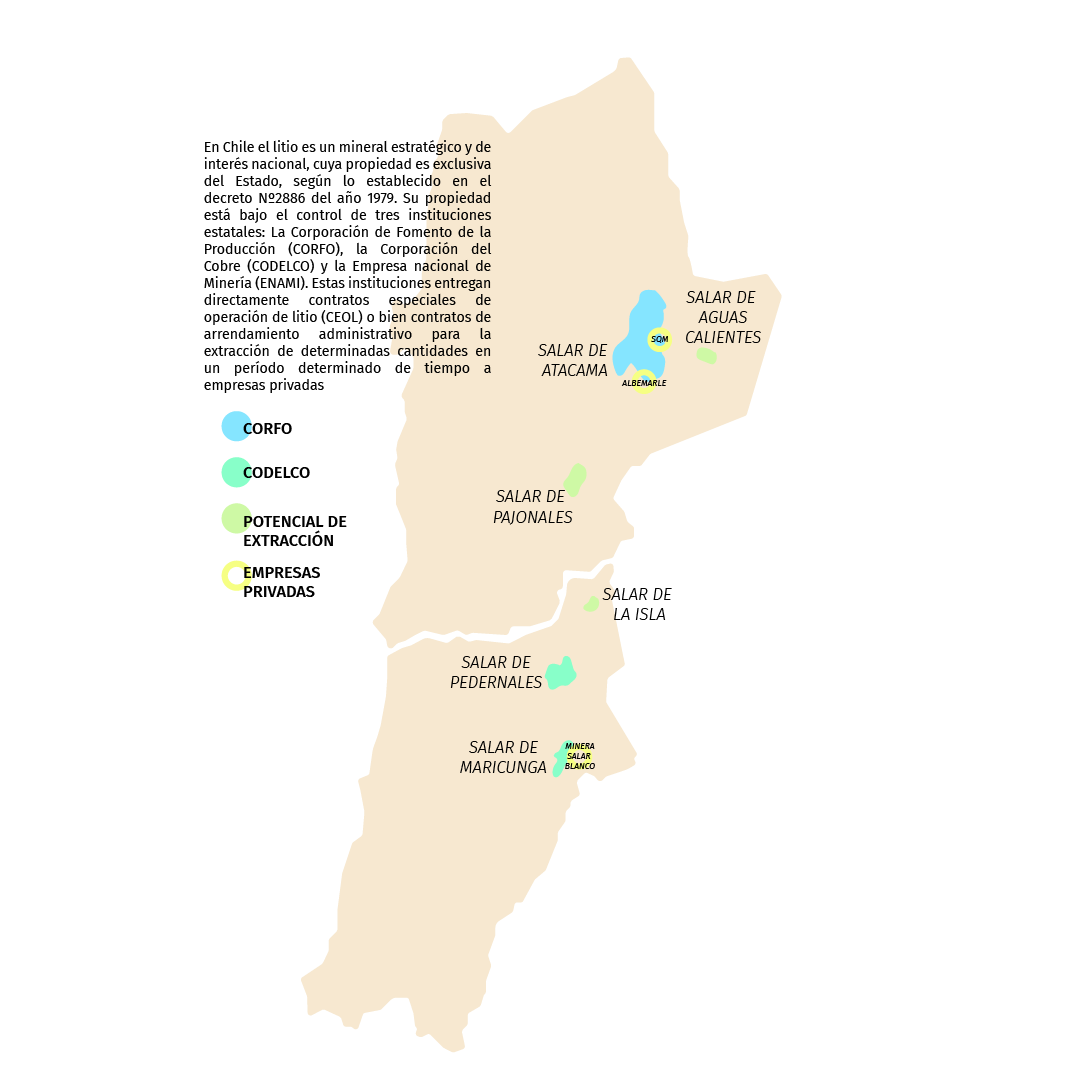 En Chile el litio es un mineral estratégico y de
interés nacional, cuya propiedad es exclusiva
del Estado, según lo establecido en el
decreto Nº2886 del año 1979. Su propiedad
está bajo el control de tres instituciones
estatales: La Corporación de Fomento de la
Producción (CORFO), la Corporación del
Cobre (CODELCO) y la Empresa nacional de
Minería (ENAMI). Estas instituciones entregan
directamente contratos especiales de
operación de litio (CEOL) o bien contratos de
arrendamiento administrativo para la
extracción de determinadas cantidades en
un período determinado de tiempo a
empresas privadas
CORFO
CODELCO
POTENCIAL DE
EXTRACCIÓN
EMPRESAS
PRIVADAS
SALAR DE
AGUAS
CALIENTES
SQM
SALAR DE
ATACAMA
ALBEMARLE
SALAR DE
PAJONALES
SALAR DE
LA ISLA
SALAR DE
PEDERNALES
SALAR DE
MARICUNGA
MINERA
SALAR
BLANCO